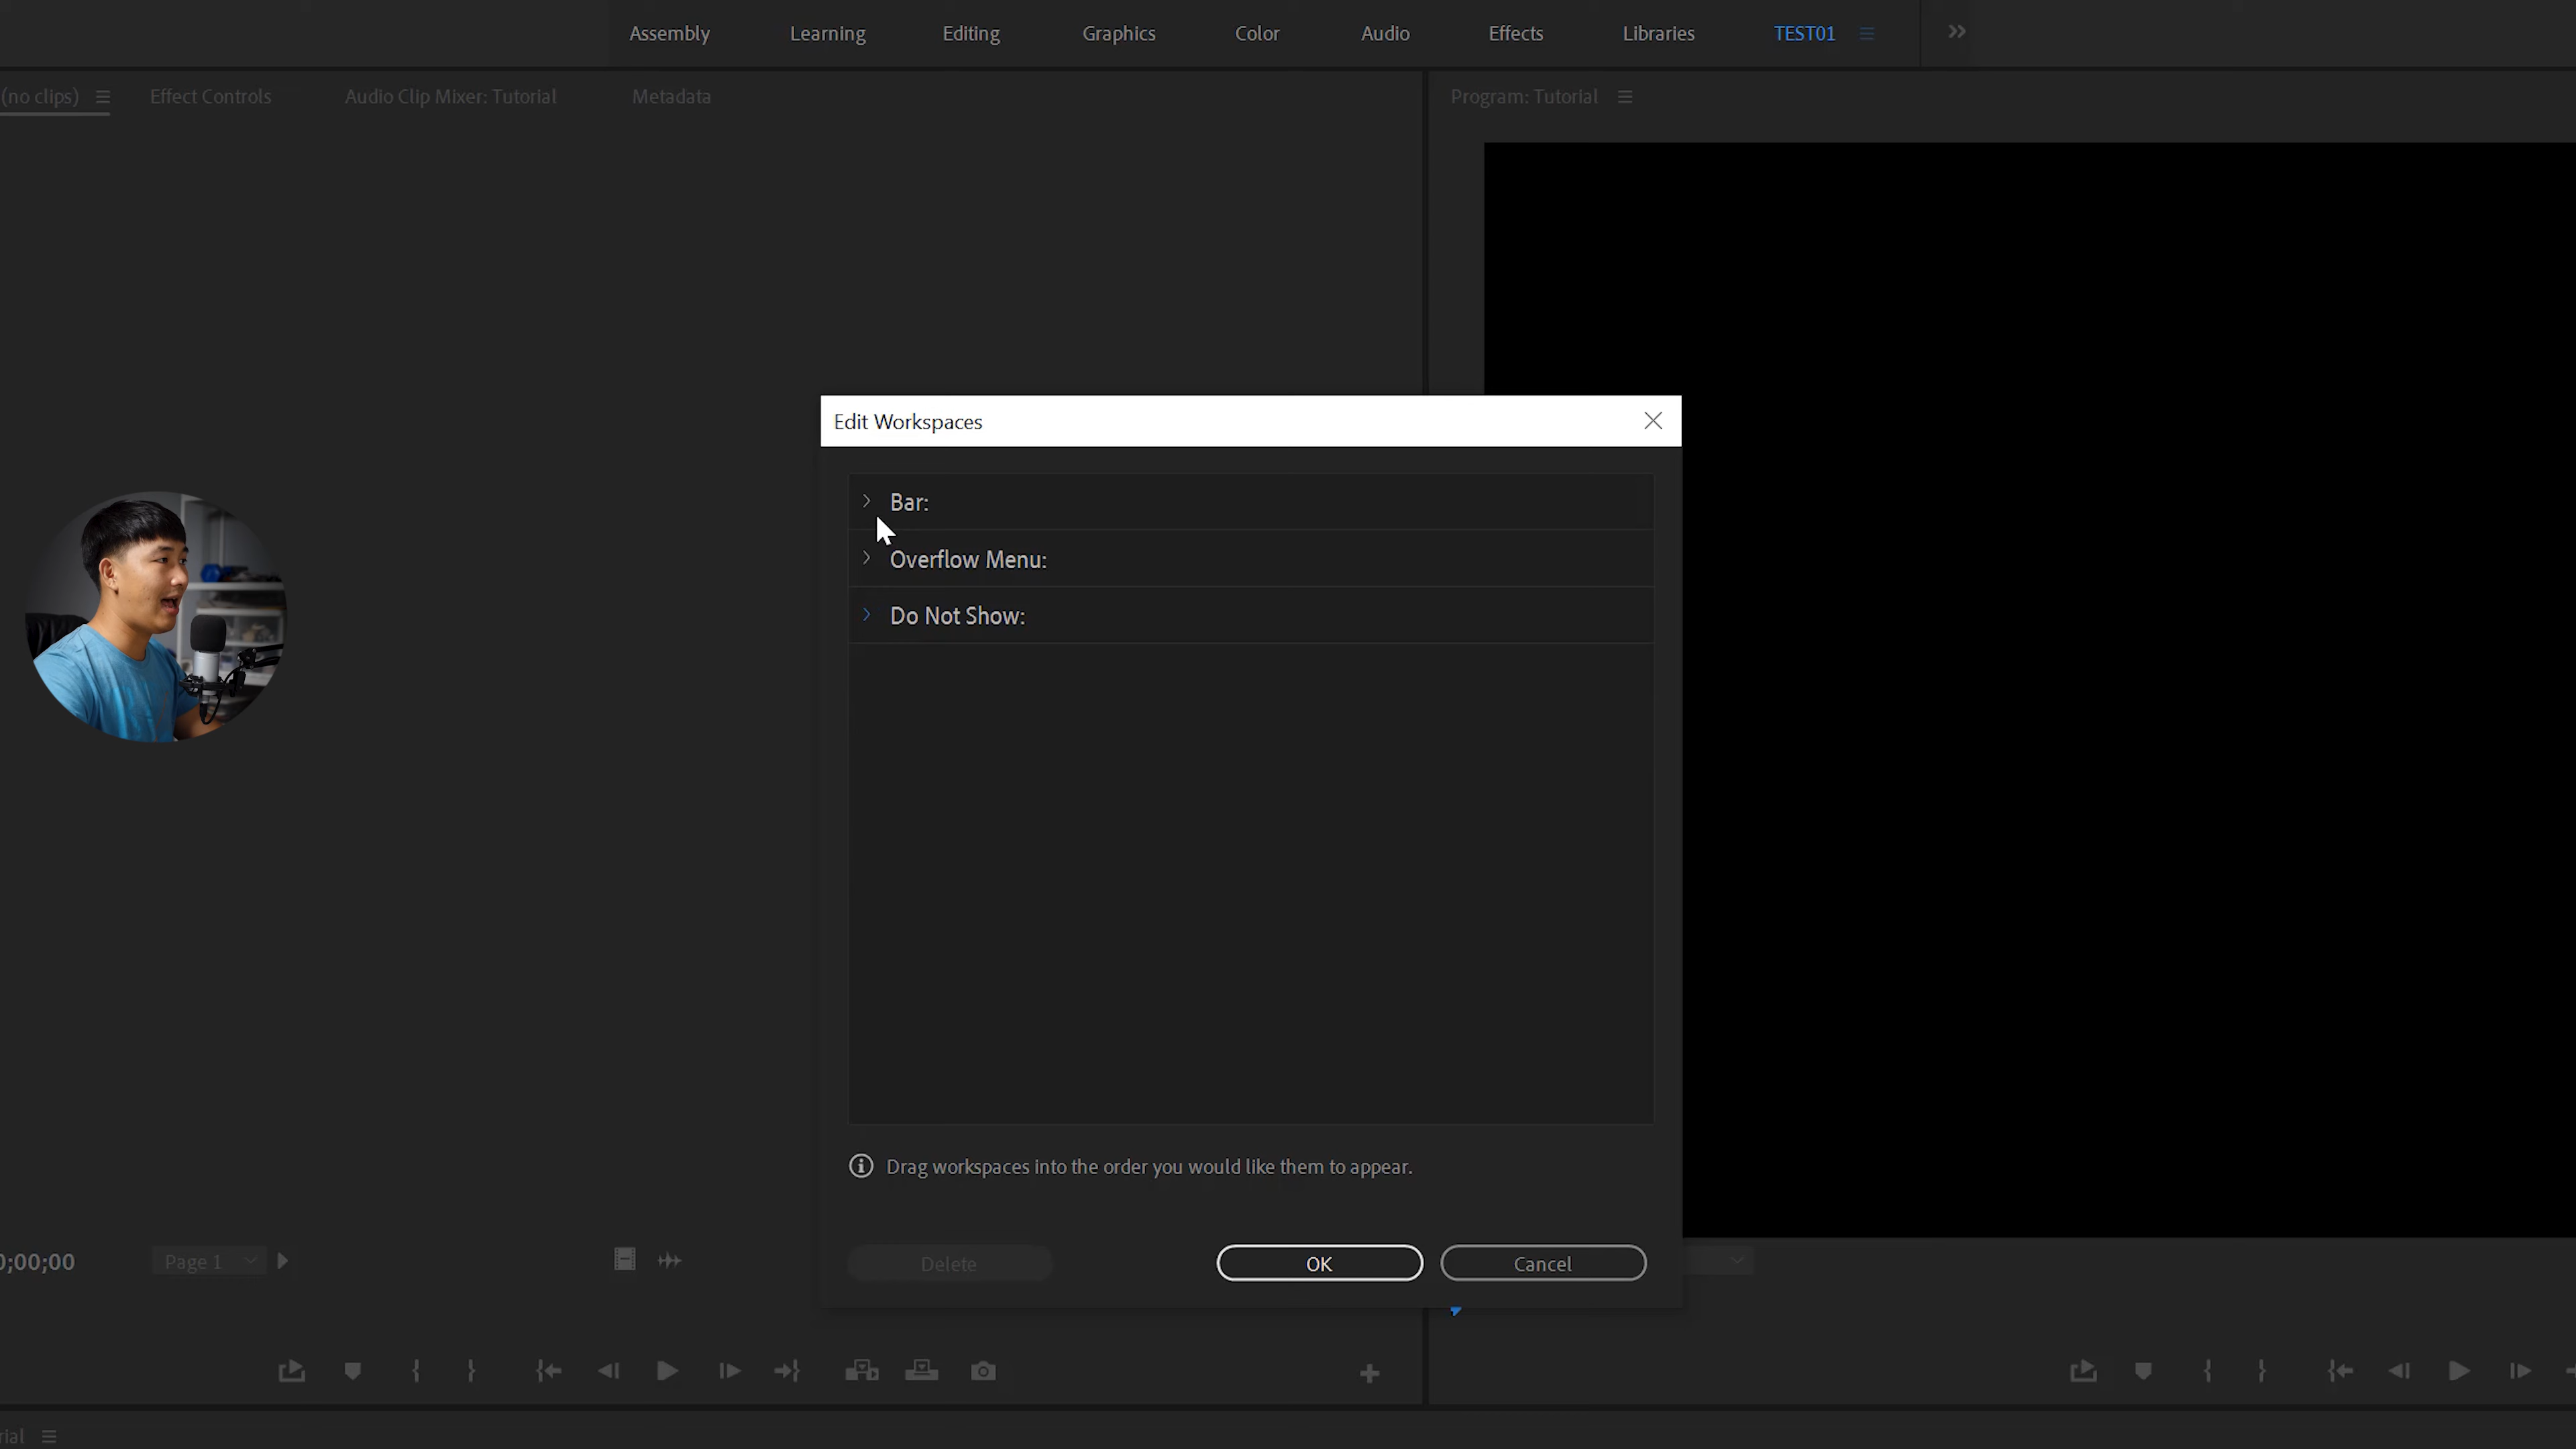 Assembly Learning Editing Graphics Color Audio Effects Libraries TEST01
(no clips) Effect Controls Audio Clip Mixer: Tutorial Metadata Program: Tutorial
Edit Workspaces
Bar:
Overflow Menu:
Do Not Show:
Drag workspaces into the order you would like them to appear.
;00;00 Page 1
Delete OK Cancel